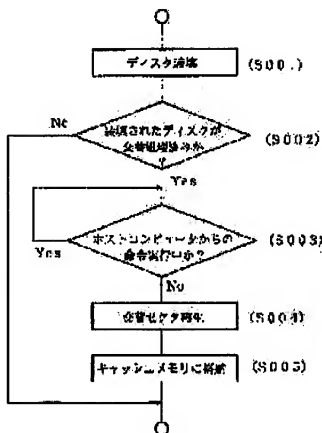 ディスク装填
(S00.)
装填されたディスクが
交替処理済みか
?
(S002)
No
Yes
ホストコンピュータからの
命令実行中か?
(S003)
Yes
No
交替セクタ再生
(S004)
キャッシュメモリに格納
(S005)